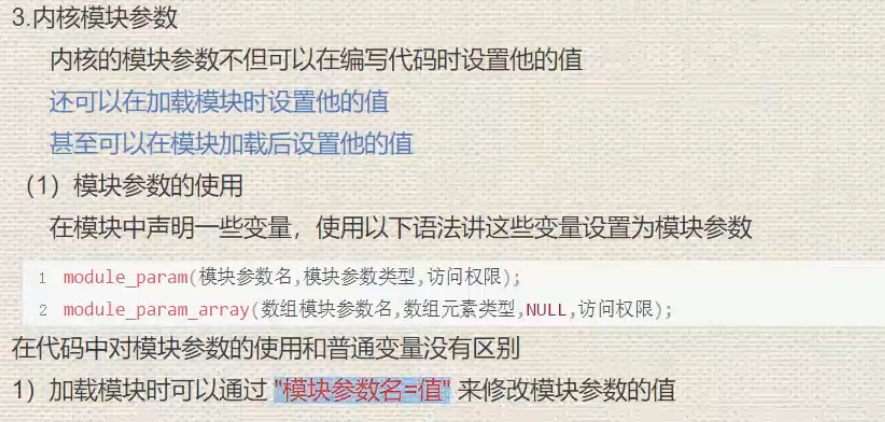 3.内核模块参数
内核的模块参数不但可以在编写代码时设置他的值
还可以在加载模块时设置他的值
甚至可以在模块加载后设置他的值
（1）模块参数的使用
在模块中声明一些变量，使用以下语法讲这些变量设置为模块参数
1 module_param(模块参数名,模块参数类型,访问权限);
2 module_param_array(数组模块参数名,数组元素类型,NULL,访问权限);
在代码中对模块参数的使用和普通变量没有区别
1）加载模块时可以通过 "模块参数名=值" 来修改模块参数的值